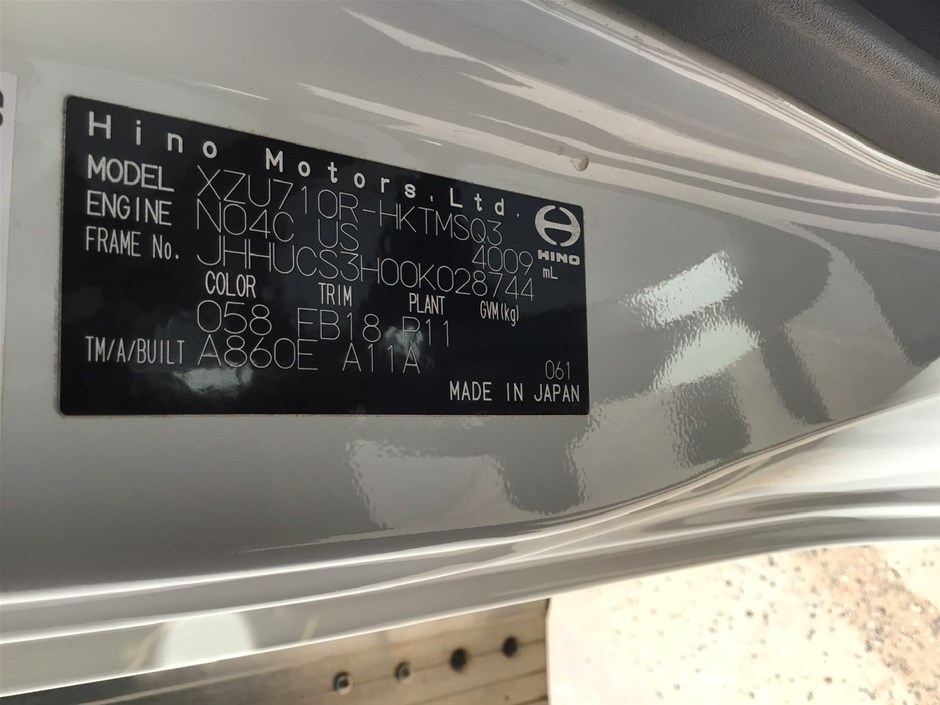 Hino Motors,Ltd.
MODEL XZU710R-HKTMSQ3
ENGINE N04C US 4009 mL
FRAME No. JHHUCS3H00K028744
HINO
COLOR TRIM PLANT GVM(kg)
058 EB18 P11
TM/A/BUILT A860E A11A
061
MADE IN JAPAN